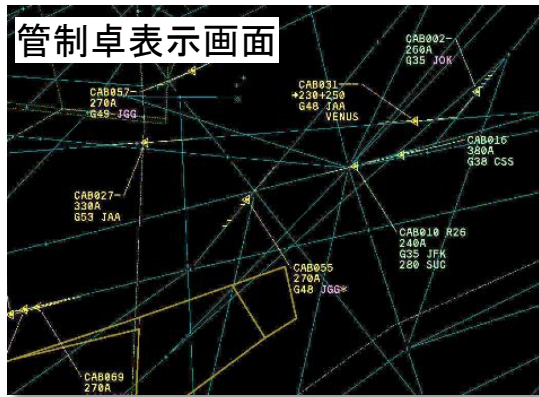 管制卓表示画面
CAB002-
260A
G35 JOK
CAB057-
270A
G49 JGG
CAB031-
➔230+250
G48 JAA
VENUS
CAB016
380A
G38 CSS
CAB027-
330A
G53 JAA
CAB010 R26
240A
G35 JFK
280 SUC
CAB055
270A
G48 JGG*
CAB069
270A